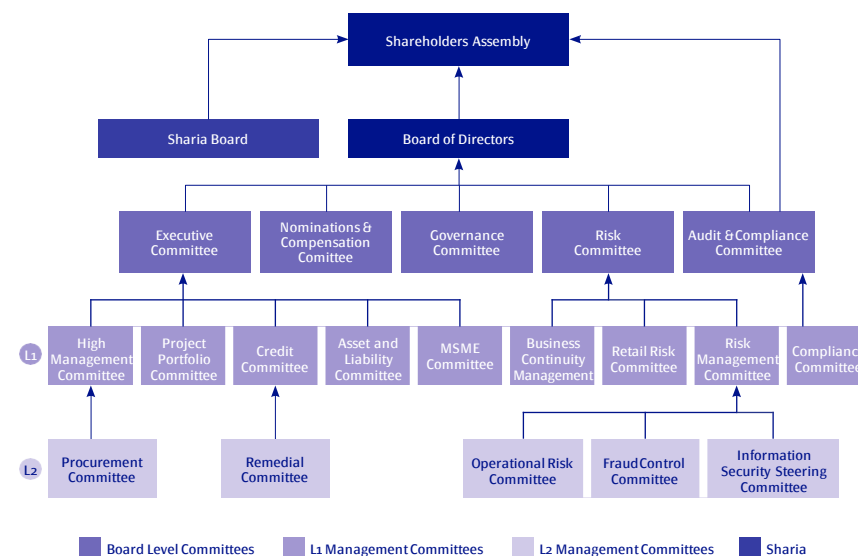 Shareholders Assembly
Sharia Board
Board of Directors
Executive
Committee
Nominations &
Compensation
Comittee
Governance
Committee
Risk
Committee
Audit & Compliance
Committee
L1
High
Management
Committee
Project
Portfolio
Committee
Credit
Committee
Asset and
Liability
Committee
MSME
Committee
Business
Continuity
Management
Retail Risk
Committee
Risk
Management
Committee
Compliance
Committee
L2
Procurement
Committee
Remedial
Committee
Operational Risk
Committee
Fraud Control
Committee
Information
Security Steering
Committee
Board Level Committees
L1 Management Committees
L2 Management Committees
Sharia